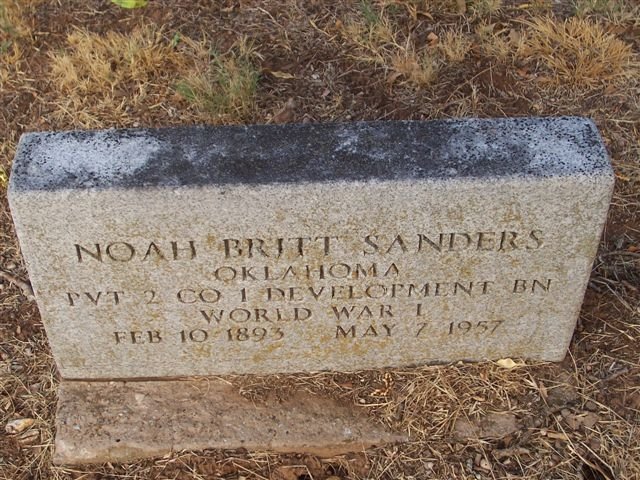 NOAH BRITT SANDERS
OKLAHOMA
PVT 2 CO 1 DEVELOPMENT BN
WORLD WAR I
FEB 10 1893 MAY 7 1957